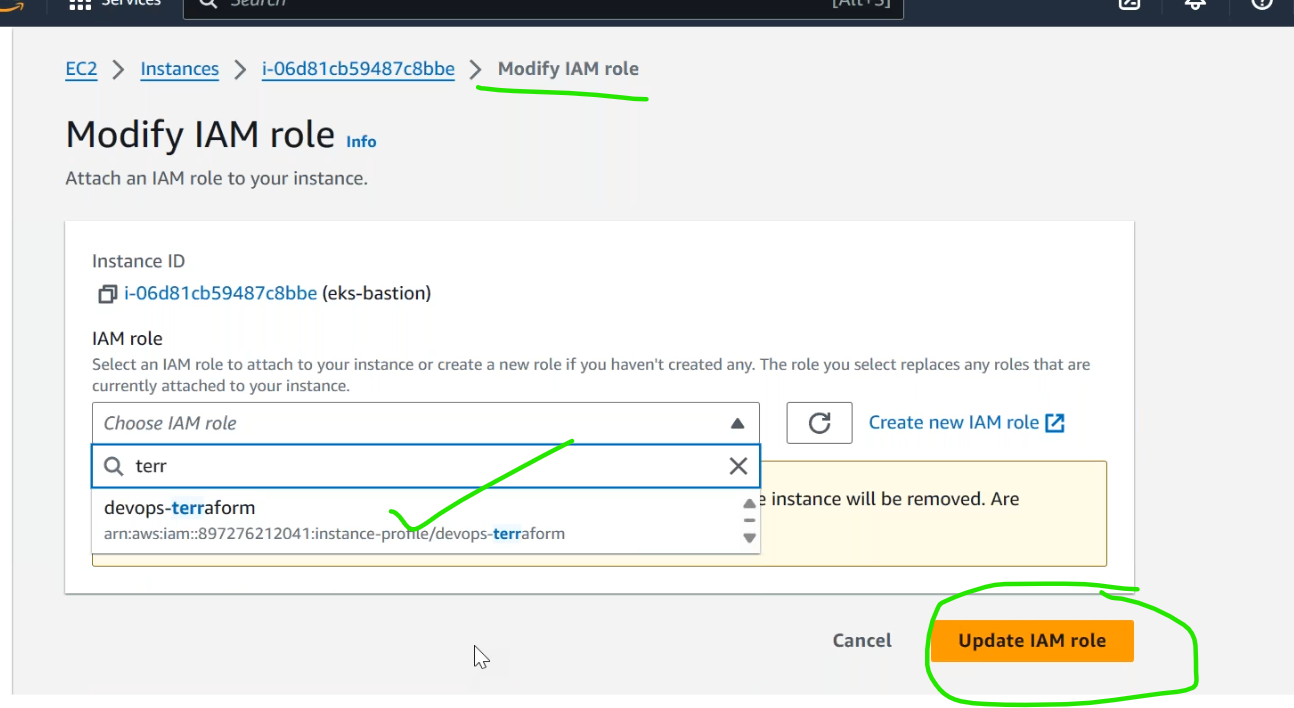 Services
Search
[Alt+S]
EC2 > Instances > i-06d81cb59487c8bbe > Modify IAM role
Modify IAM role Info
Attach an IAM role to your instance.
Instance ID
i-06d81cb59487c8bbe (eks-bastion)
IAM role
Select an IAM role to attach to your instance or create a new role if you haven't created any. The role you select replaces any roles that are
currently attached to your instance.
Choose IAM role
Create new IAM role
terr
e instance will be removed. Are
devops-terraform
arn:aws:iam::897276212041:instance-profile/devops-terraform
Cancel
Update IAM role